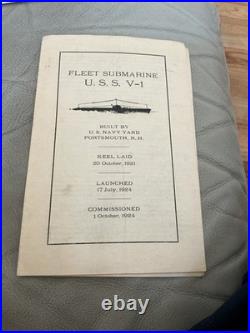 FLEET SUBMARINE
U. S. S. V-1
BUILT BY
U. S. NAVY YARD
PORTSMOUTH, N. H.
KEEL LAID
20 October, 1921
LAUNCHED
17 July, 1924
COMMISSIONED
1 October, 1924